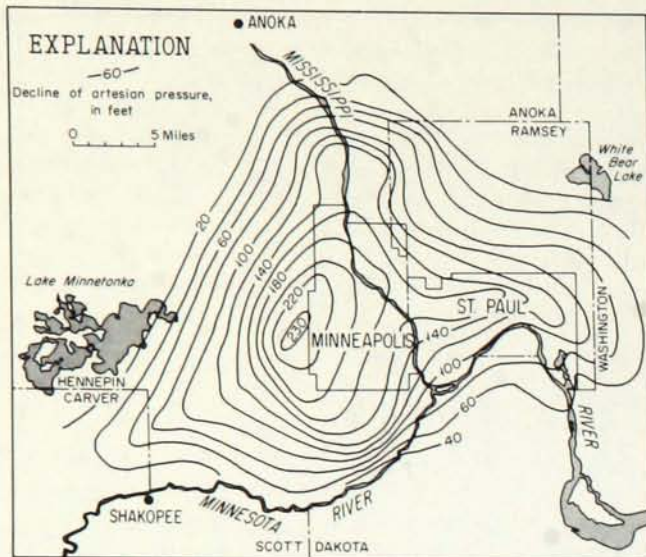 ANOKA
EXPLANATION
—60—
Decline of artesian pressure,
in feet
0 5 Miles
MISSISSIPPI
ANOKA
RAMSEY
White
Bear
Lake
20
60
100
140
180
220
230
Lake Minnetonka
MINNEAPOLIS
ST. PAUL
WASHINGTON
140
100
60
40
HENNEPIN
CARVER
RIVER
SHAKOPEE
MINNESOTA
RIVER
SCOTT DAKOTA